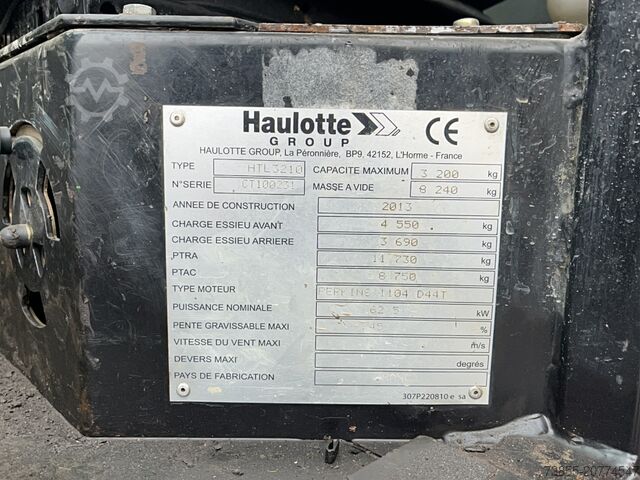 Haulotte
GROUP
CE
HAULOTTE GROUP, La Péronnière, BP9, 42152, L'Horme - France
TYPE HTL3210 CAPACITE MAXIMUM 3 200 kg
N°SERIE CT100231 MASSE A VIDE 8 240 kg
ANNEE DE CONSTRUCTION 2013
CHARGE ESSIEU AVANT 4 550 kg
CHARGE ESSIEU ARRIERE 3 690 kg
PTRA 11 730 kg
PTAC 8 750 kg
TYPE MOTEUR PERKINS 1104 D44T
PUISSANCE NOMINALE 62.5 kW
PENTE GRAVISSABLE MAXI 45 %
VITESSE DU VENT MAXI m/s
DEVERS MAXI degrés
PAYS DE FABRICATION
307P220810 e sa
72855-20774547